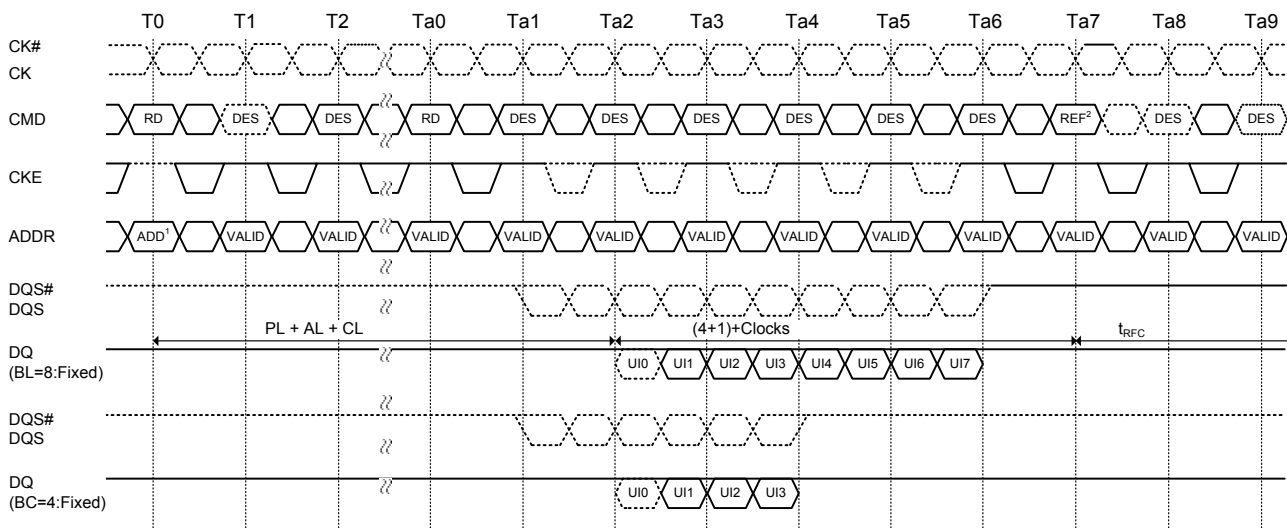 T0 T1 T2 Ta0 Ta1 Ta2 Ta3 Ta4 Ta5 Ta6 Ta7 Ta8 Ta9
CK#
CK
CMD RD DES DES RD DES DES DES DES DES DES REF² DES DES
CKE
ADDR ADD¹ VALID VALID VALID VALID VALID VALID VALID VALID VALID VALID VALID VALID
DQS#
DQS
PL + AL + CL (4+1)+Clocks tRFC
DQ
(BL=8:Fixed) UI0 UI1 UI2 UI3 UI4 UI5 UI6 UI7
DQS#
DQS
DQ
(BC=4:Fixed) UI0 UI1 UI2 UI3